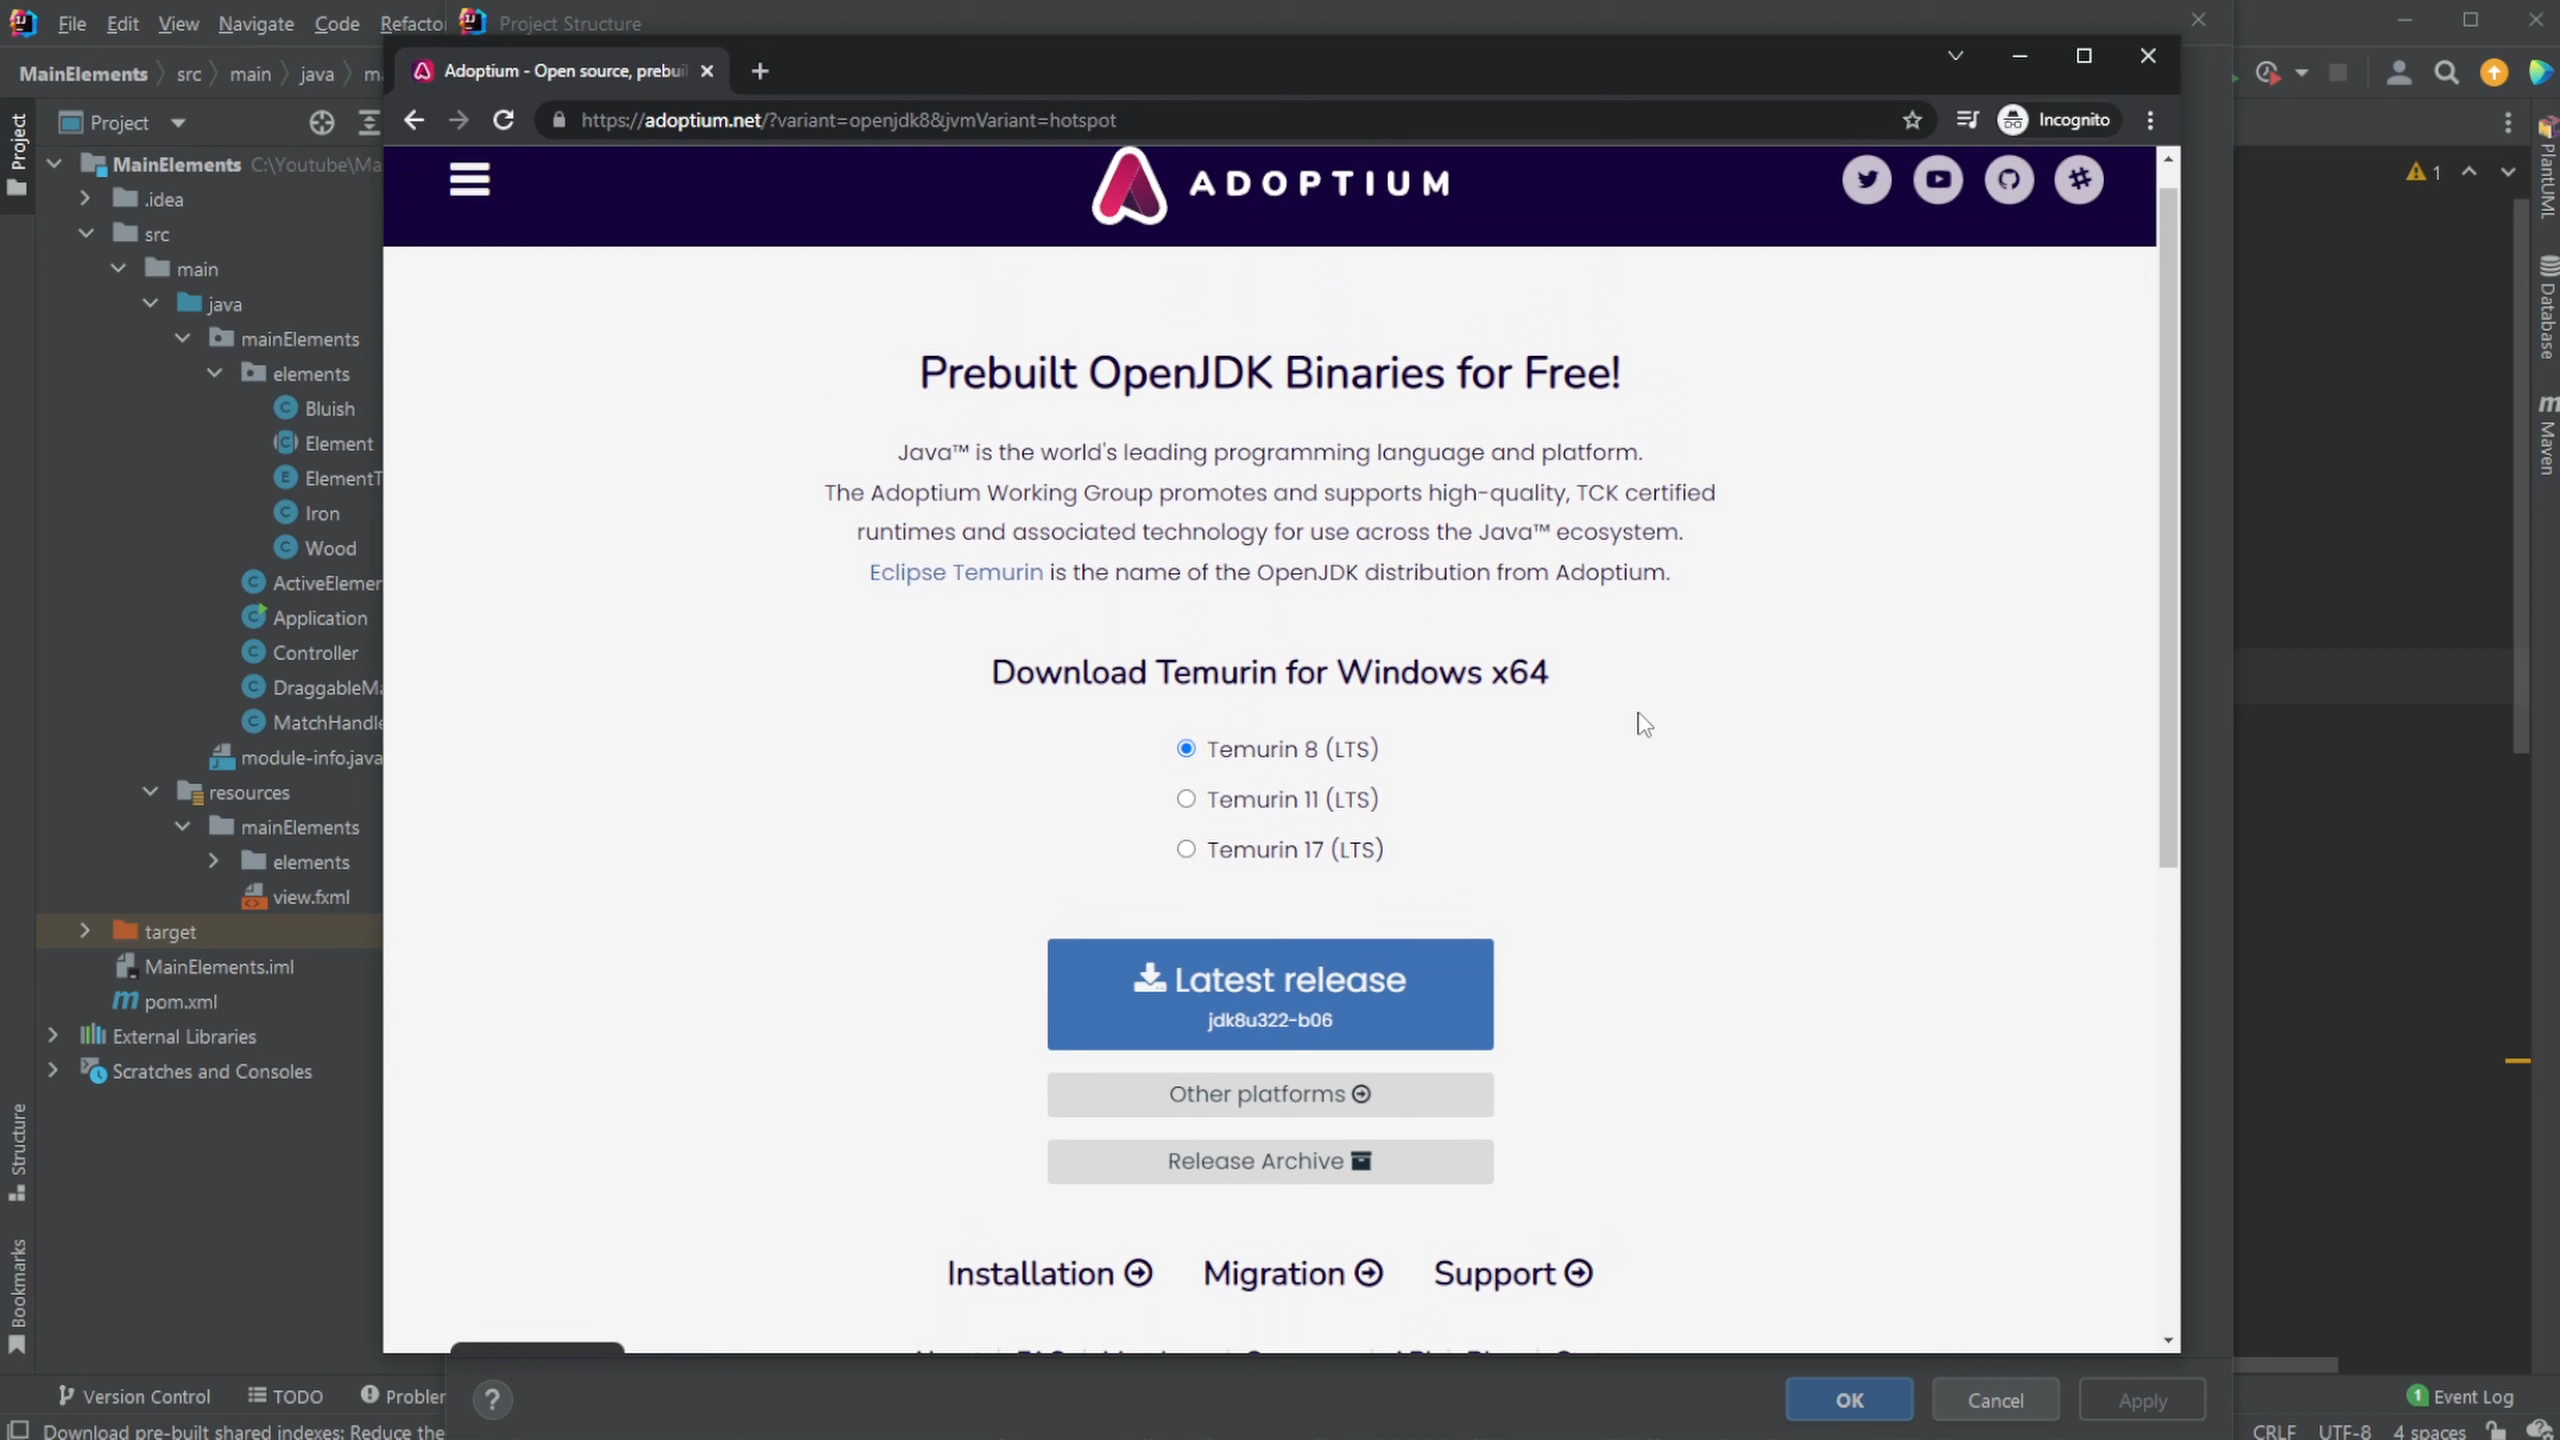 File Edit View Navigate Code Refactor
Project Structure
MainElements src main java
Adoptium - Open source, prebui
https://adoptium.net/?variant=openjdk8&jvmVariant=hotspot
Incognito
Project
Project
MainElements C:\Youtube\Ma
.idea
src
main
java
mainElements
elements
Bluish
Element
ElementT
Iron
Wood
ActiveElemen
Application
Controller
DraggableMa
MatchHandle
module-info.java
resources
mainElements
elements
view.fxml
target
MainElements.iml
pom.xml
External Libraries
Scratches and Consoles
Structure
Bookmarks
ADOPTIUM
Prebuilt OpenJDK Binaries for Free!
Java™ is the world's leading programming language and platform.
The Adoptium Working Group promotes and supports high-quality, TCK certified
runtimes and associated technology for use across the Java™ ecosystem.
Eclipse Temurin is the name of the OpenJDK distribution from Adoptium.
Download Temurin for Windows x64
Temurin 8 (LTS)
Temurin 11 (LTS)
Temurin 17 (LTS)
Latest release
jdk8u322-b06
Other platforms
Release Archive
Installation Migration Support
1
PlantUML
Database
m
Maven
OK Cancel Apply
?
Version Control TODO Problem
1 Event Log
Download pre-built shared indexes: Reduce the
CRLF UTF-8 4 spaces